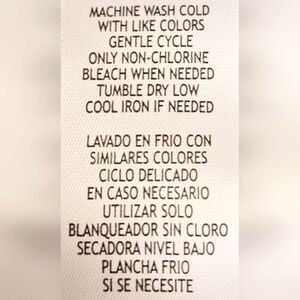 MACHINE WASH COLD
WITH LIKE COLORS
GENTLE CYCLE
ONLY NON-CHLORINE
BLEACH WHEN NEEDED
TUMBLE DRY LOW
COOL IRON IF NEEDED
LAVADO EN FRIO CON
SIMILARES COLORES
CICLO DELICADO
EN CASO NECESARIO
UTILIZAR SOLO
BLANQUEADOR SIN CLORO
SECADORA NIVEL BAJO
PLANCHA FRIO
SI SE NECESITE